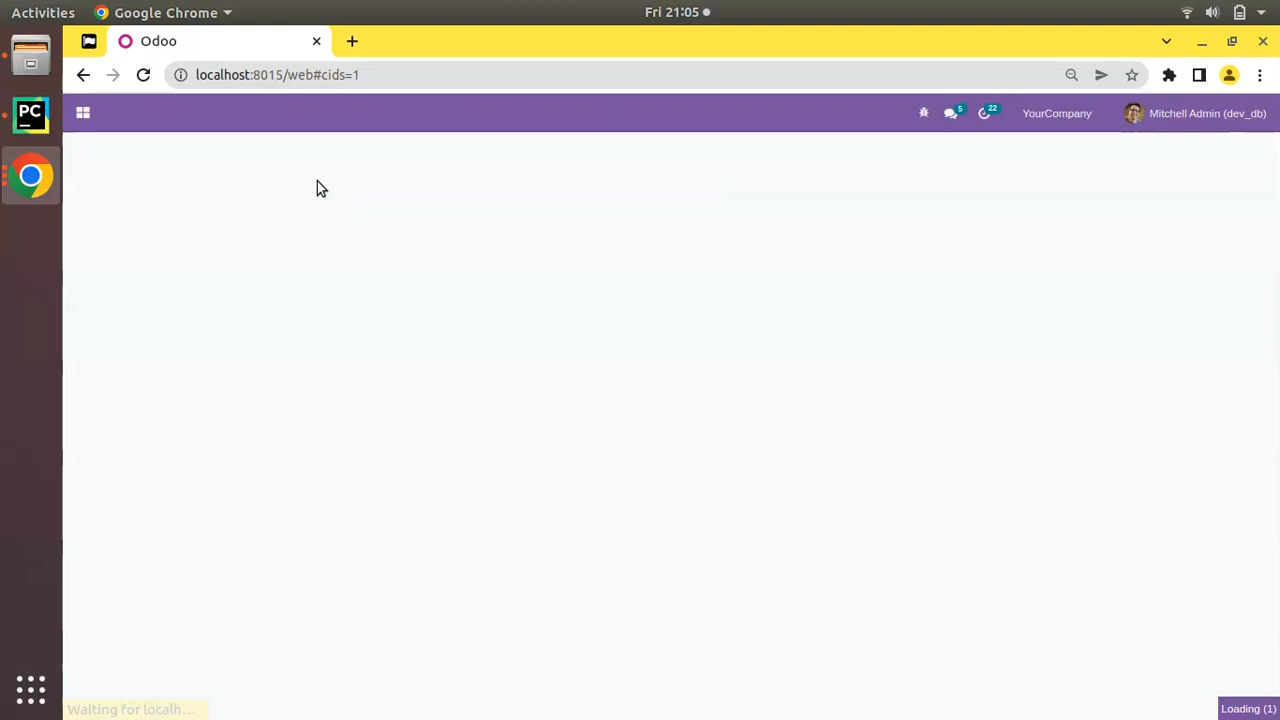 Activities Google Chrome Fri 21:05
Odoo
localhost:8015/web#cids=1
5 22 YourCompany Mitchell Admin (dev_db)
PC
Waiting for localh...
Loading (1)